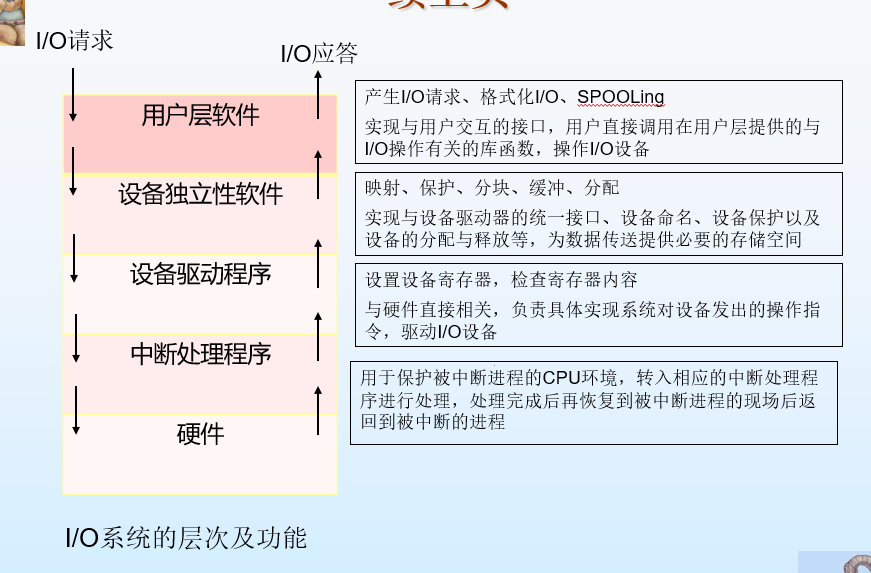 续上页
I/O请求
I/O应答
用户层软件
产生I/O请求、格式化I/O、SPOOLing
实现与用户交互的接口，用户直接调用在用户层提供的与
I/O操作有关的库函数，操作I/O设备
设备独立性软件
映射、保护、分块、缓冲、分配
实现与设备驱动器的统一接口、设备命名、设备保护以及
设备的分配与释放等，为数据传送提供必要的存储空间
设备驱动程序
设置设备寄存器，检查寄存器内容
与硬件直接相关，负责具体实现系统对设备发出的操作指
令，驱动I/O设备
中断处理程序
用于保护被中断进程的CPU环境，转入相应的中断处理程
序进行处理，处理完成后再恢复到被中断进程的现场后返
回到被中断的进程
硬件
I/O系统的层次及功能